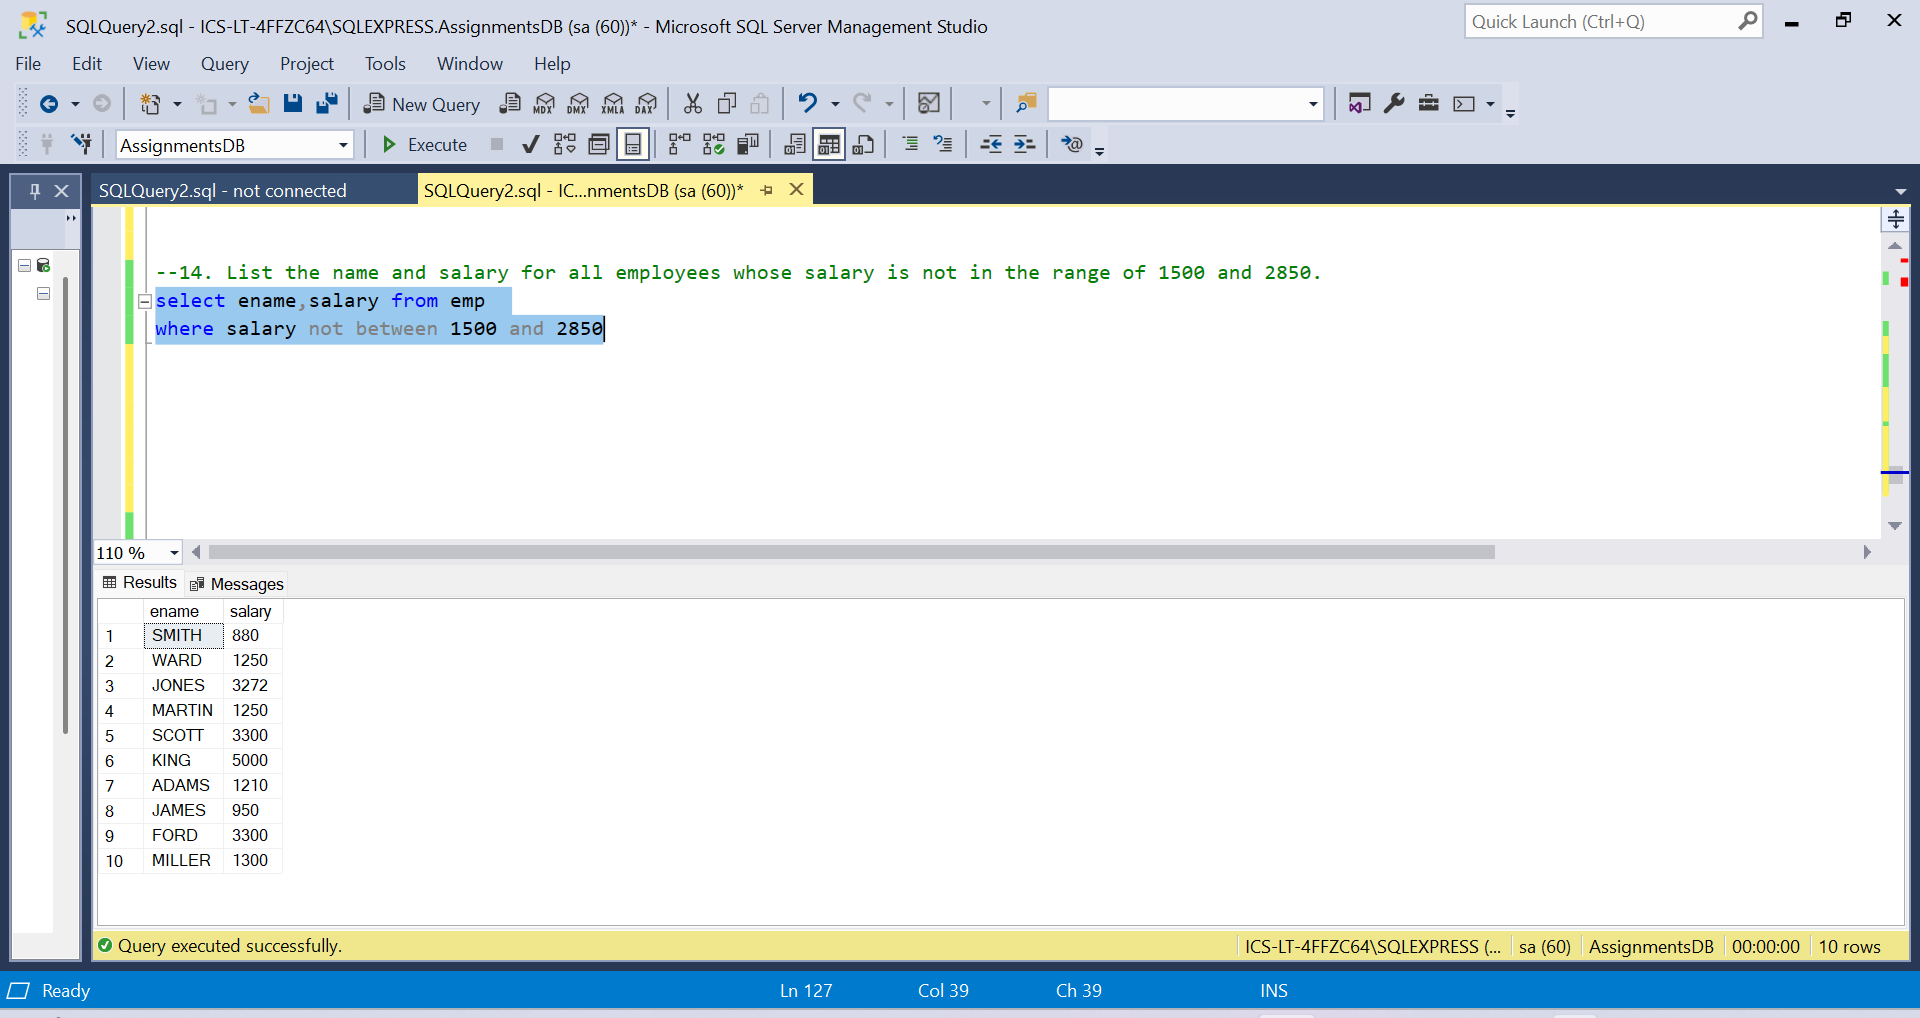 SQLQuery2.sql - ICS-LT-4FFZC64\SQLEXPRESS.AssignmentsDB (sa (60))* - Microsoft SQL Server Management Studio
Quick Launch (Ctrl+Q)
File Edit View Query Project Tools Window Help
New Query MDX DMX XMLA DAX
AssignmentsDB Execute
SQLQuery2.sql - not connected
SQLQuery2.sql - IC...nmentsDB (sa (60))*
--14. List the name and salary for all employees whose salary is not in the range of 1500 and 2850.
select ename,salary from emp
where salary not between 1500 and 2850
110 %
Results Messages
ename salary
1 SMITH 880
2 WARD 1250
3 JONES 3272
4 MARTIN 1250
5 SCOTT 3300
6 KING 5000
7 ADAMS 1210
8 JAMES 950
9 FORD 3300
10 MILLER 1300
Query executed successfully. ICS-LT-4FFZC64\SQLEXPRESS (... sa (60) AssignmentsDB 00:00:00 10 rows
Ready Ln 127 Col 39 Ch 39 INS